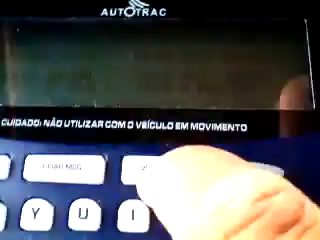 AUTOTRAC
CUIDADO: NÃO UTILIZAR COM O VEÍCULO EM MOVIMENTO
Y U I